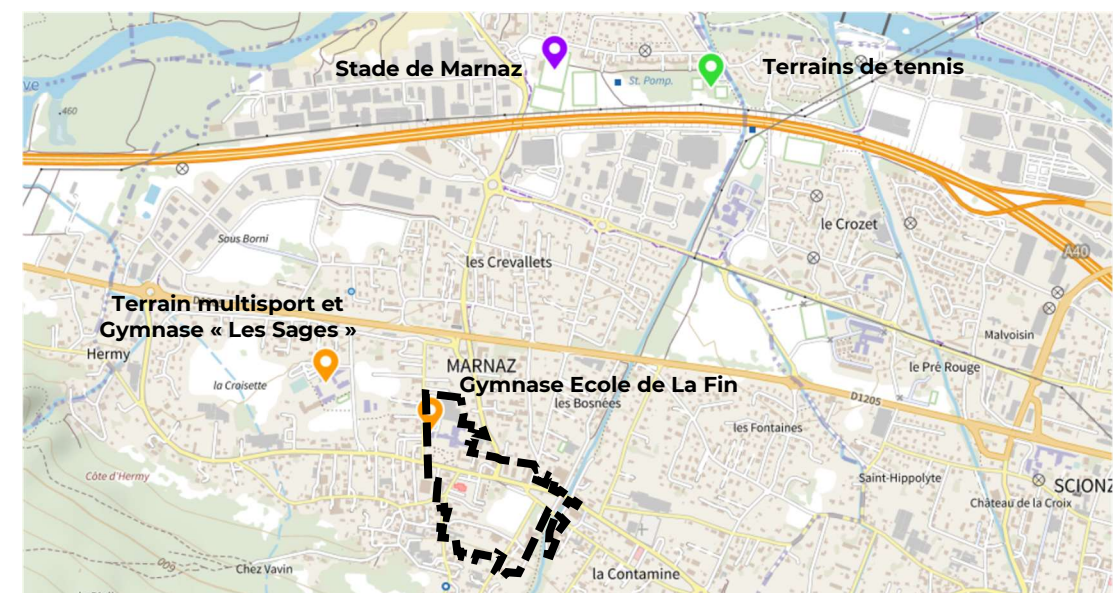 Stade de Marnaz
Terrains de tennis
St. Pomp.
.460
le Crozet
Sous Borni
les Crevallets
A40
Terrain multisport et
Gymnase « Les Sages »
Malvoisin
Hermy
la Croisette
MARNAZ
Gymnase Ecole de La Fin
le Pré Rouge
les Bosnées
D1205
les Fontaines
Côte d'Hermy
Saint-Hippolyte
SCIONZ
Château de la Croix
Chez Vavin
la Contamine